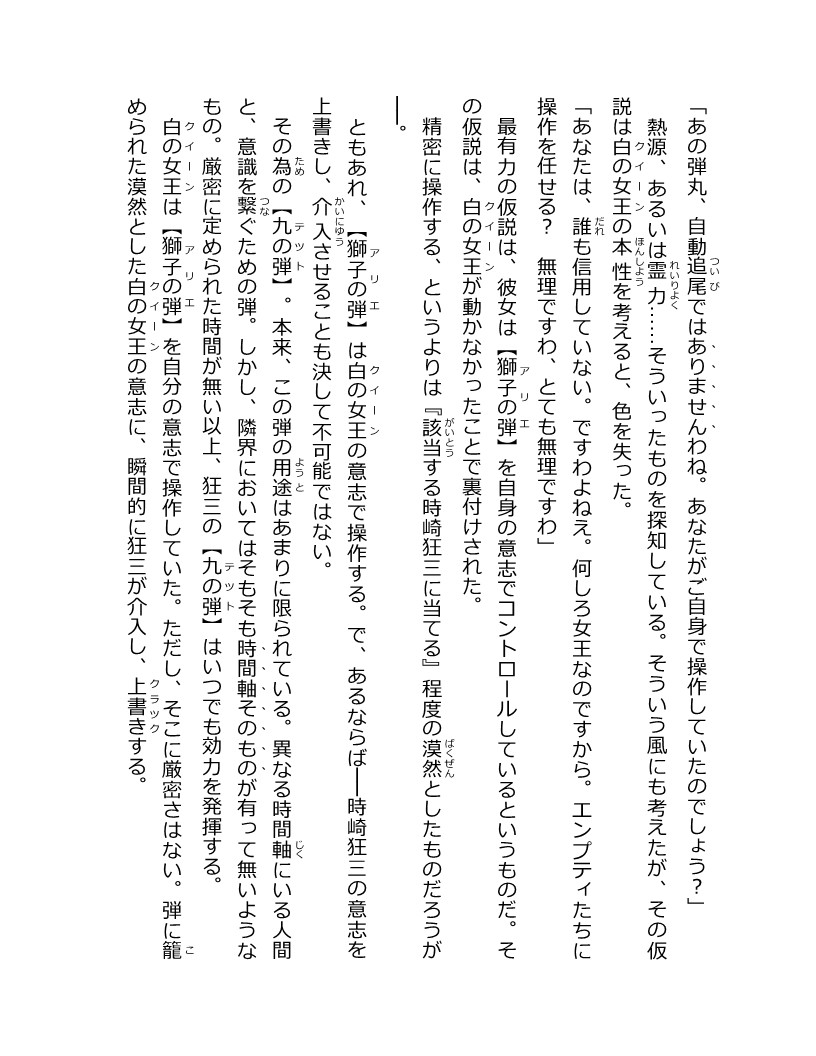 「あの弾丸、自動追尾ではありませんわね。あなたがご自身で操作していたのでしょう？」
熱源、あるいは霊力……そういったものを探知している。そういう風にも考えたが、その仮
説は白の女王の本性を考えると、色を失った。
「あなたは、誰も信用していない。ですわよねえ。何しろ女王なのですから。エンプティたちに
操作を任せる？　無理ですわ、とても無理ですわ」
最有力の仮説は、彼女は【獅子の弾】を自身の意志でコントロールしているというものだ。そ
の仮説は、白の女王が動かなかったことで裏付けされた。
精密に操作する、というよりは『該当する時崎狂三に当てる』程度の漠然としたものだろうが
――。
ともあれ、【獅子の弾】は白の女王の意志で操作する。で、あるならば――時崎狂三の意志を
上書きし、介入させることも決して不可能ではない。
その為の【九の弾】。本来、この弾の用途はあまりに限られている。異なる時間軸にいる人間
と、意識を繋ぐための弾。しかし、隣界においてはそもそも時間軸そのものが有って無いような
もの。厳密に定められた時間が無い以上、狂三の【九の弾】はいつでも効力を発揮する。
白の女王は【獅子の弾】を自分の意志で操作していた。ただし、そこに厳密さはない。弾に籠
められた漠然とした白の女王の意志に、瞬間的に狂三が介入し、上書きする。